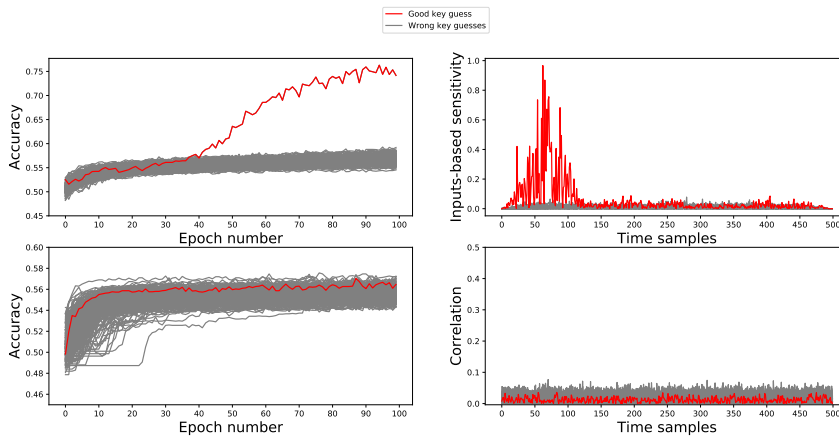 Good key guess
Wrong key guesses
Accuracy
0.75
0.70
0.65
0.60
0.55
0.50
0.45
0 10 20 30 40 50 60 70 80 90 100
Epoch number
Inputs-based sensitivity
1.0
0.8
0.6
0.4
0.2
0.0
0 50 100 150 200 250 300 350 400 450 500
Time samples
Accuracy
0.60
0.58
0.56
0.54
0.52
0.50
0.48
0.46
0 10 20 30 40 50 60 70 80 90 100
Epoch number
Correlation
0.5
0.4
0.3
0.2
0.1
0.0
0 50 100 150 200 250 300 350 400 450 500
Time samples